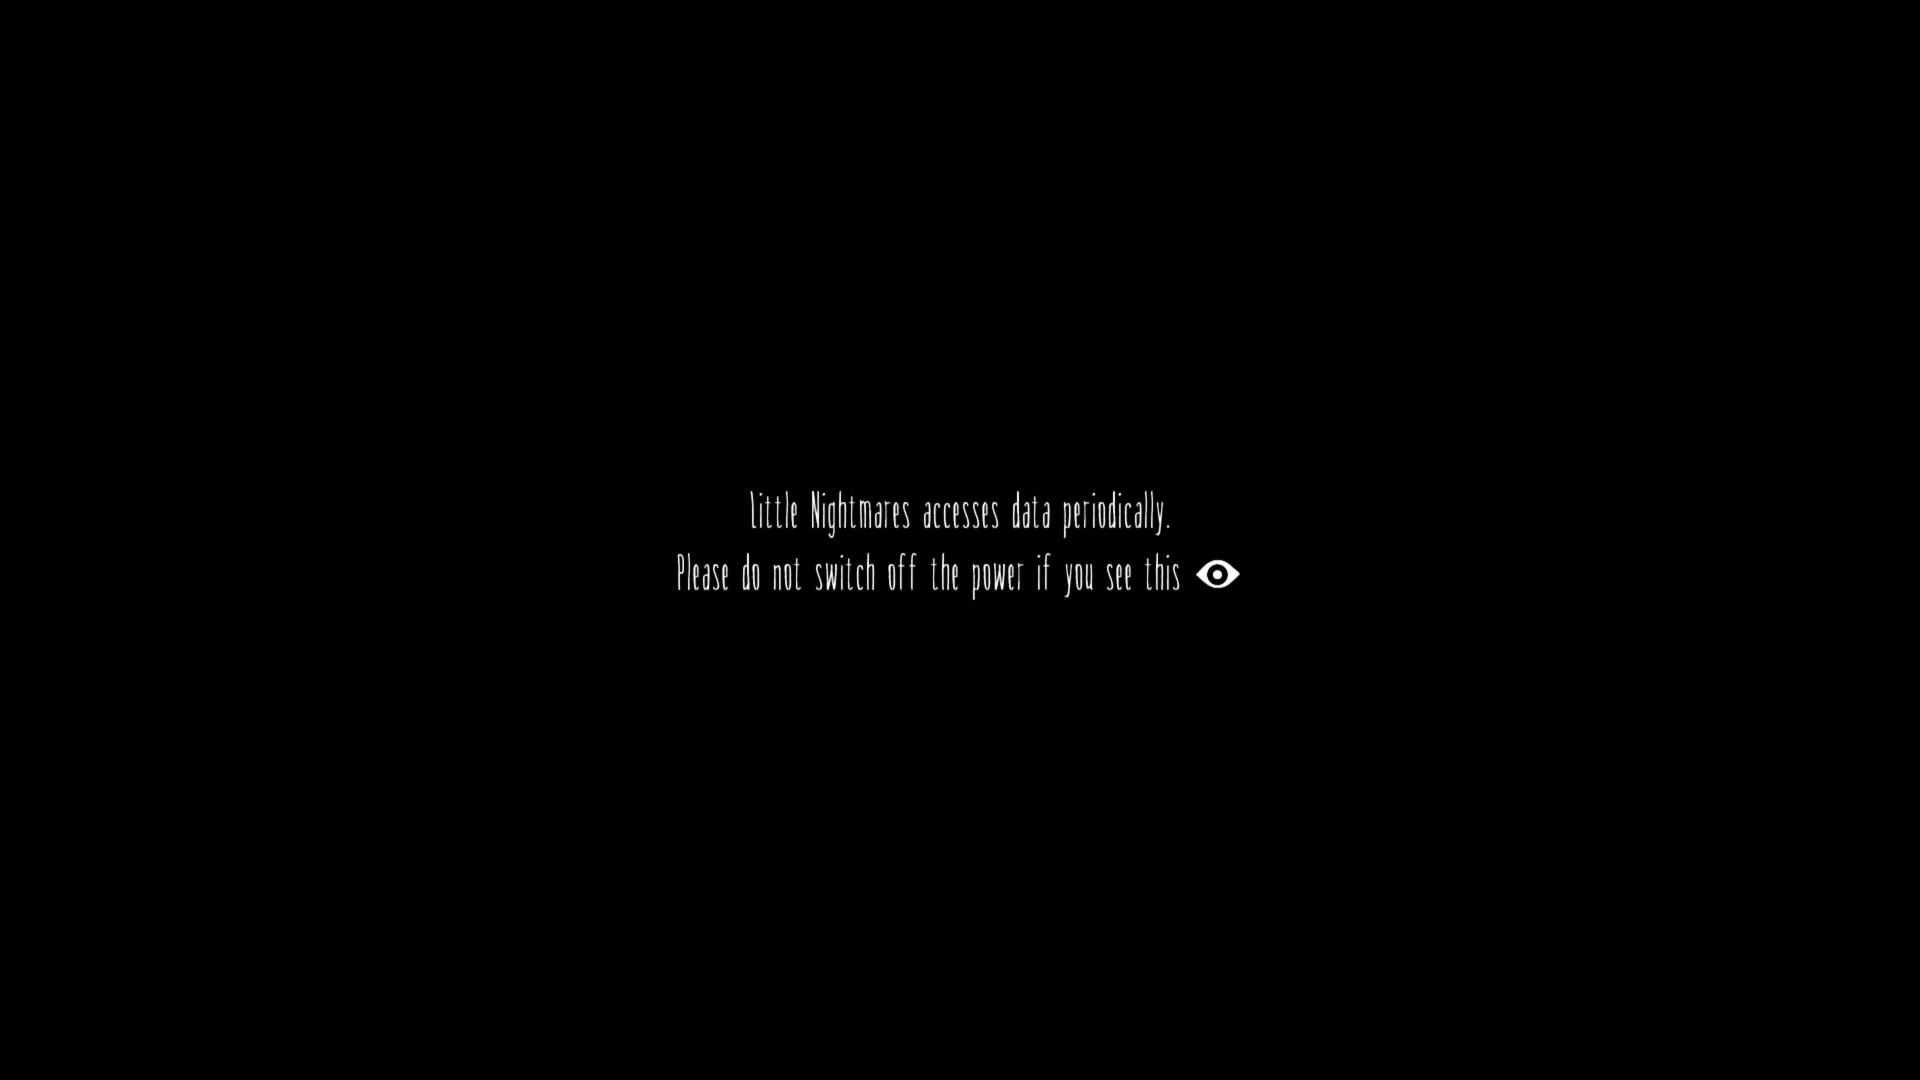 Little Nightmares accesses data periodically.
Please do not switch off the power if you see this